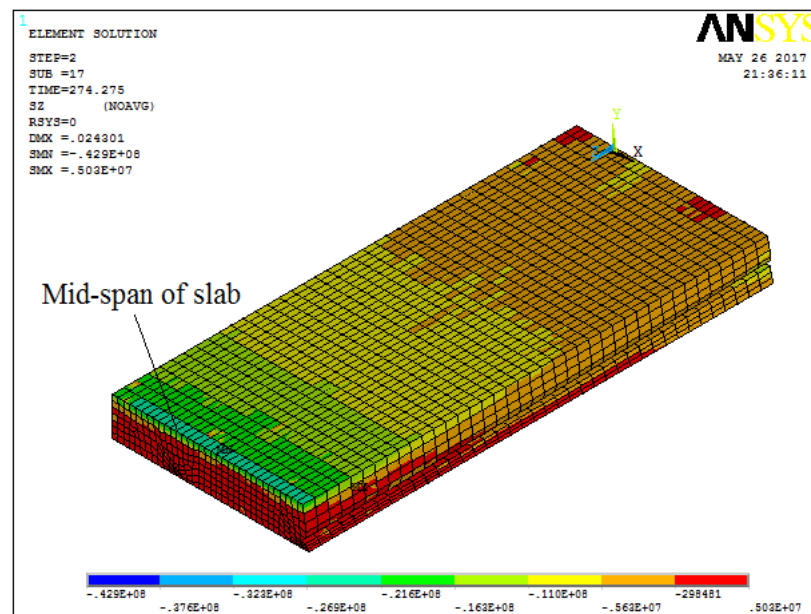 1
ELEMENT SOLUTION
ANSYS
STEP=2
SUB =17
TIME=274.275
SZ (NOAVG)
RSYS=0
DMX =.024301
SMN =-.429E+08
SMX =.503E+07
MAY 26 2017
21:36:11
Y
Z X
Mid-span of slab
-.429E+08 -.323E+08 -.216E+08 -.110E+08 -298481
-.376E+08 -.269E+08 -.163E+08 -.563E+07 .503E+07